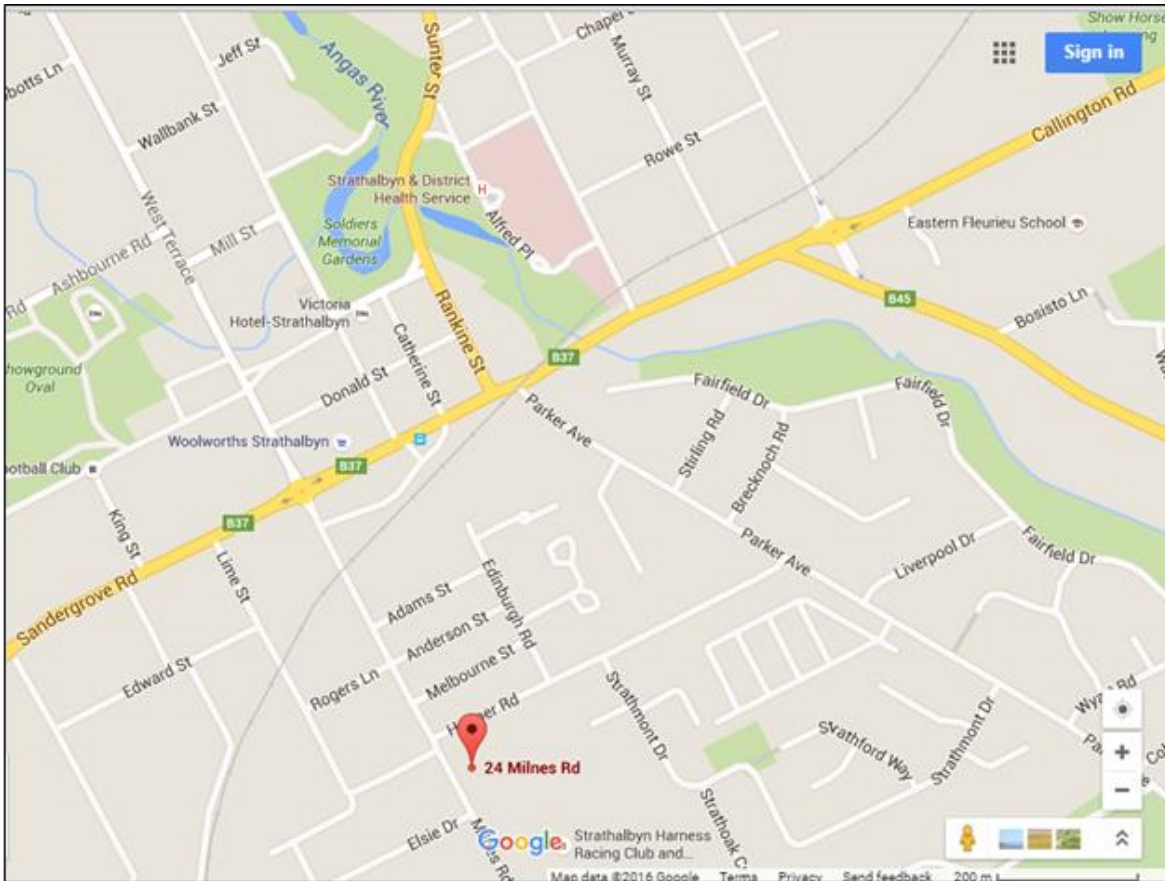 Show Horse
Sign in
Chapel S
Sunter St
Jeff St
Angas River
Murray St
Callington Rd
Wallbank St
Rowe St
Strathalbyn & District
Health Service
H
Alfred Pl
Eastern Fleurieu School
West Terrace
Soldiers
Memorial
Gardens
Mill St
Ashbourne Rd
Rd
Victoria
Hotel-Strathalbyn
Rankine St
B45
Bosisto Ln
Catherine St
B37
howground
Oval
Donald St
Fairfield Dr
Fairfield Dr
Parker Ave
Stirling Rd
Brecknoch Rd
Woolworths Strathalbyn
ootball Club
B37
B37
King St
Lime St
Parker Ave
Liverpool Dr
Fairfield Dr
Sandergrove Rd
Edinburgh Rd
Adams St
Anderson St
Melbourne St
Edward St
Rogers Ln
Strathmont Dr
Strathmont Dr
24 Milnes Rd
Elsie Dr
Strathoak C
Google
Strathalbyn Harness
Racing Club and...
Map data ©2016 Google Terms Privacy Send feedback 200 m